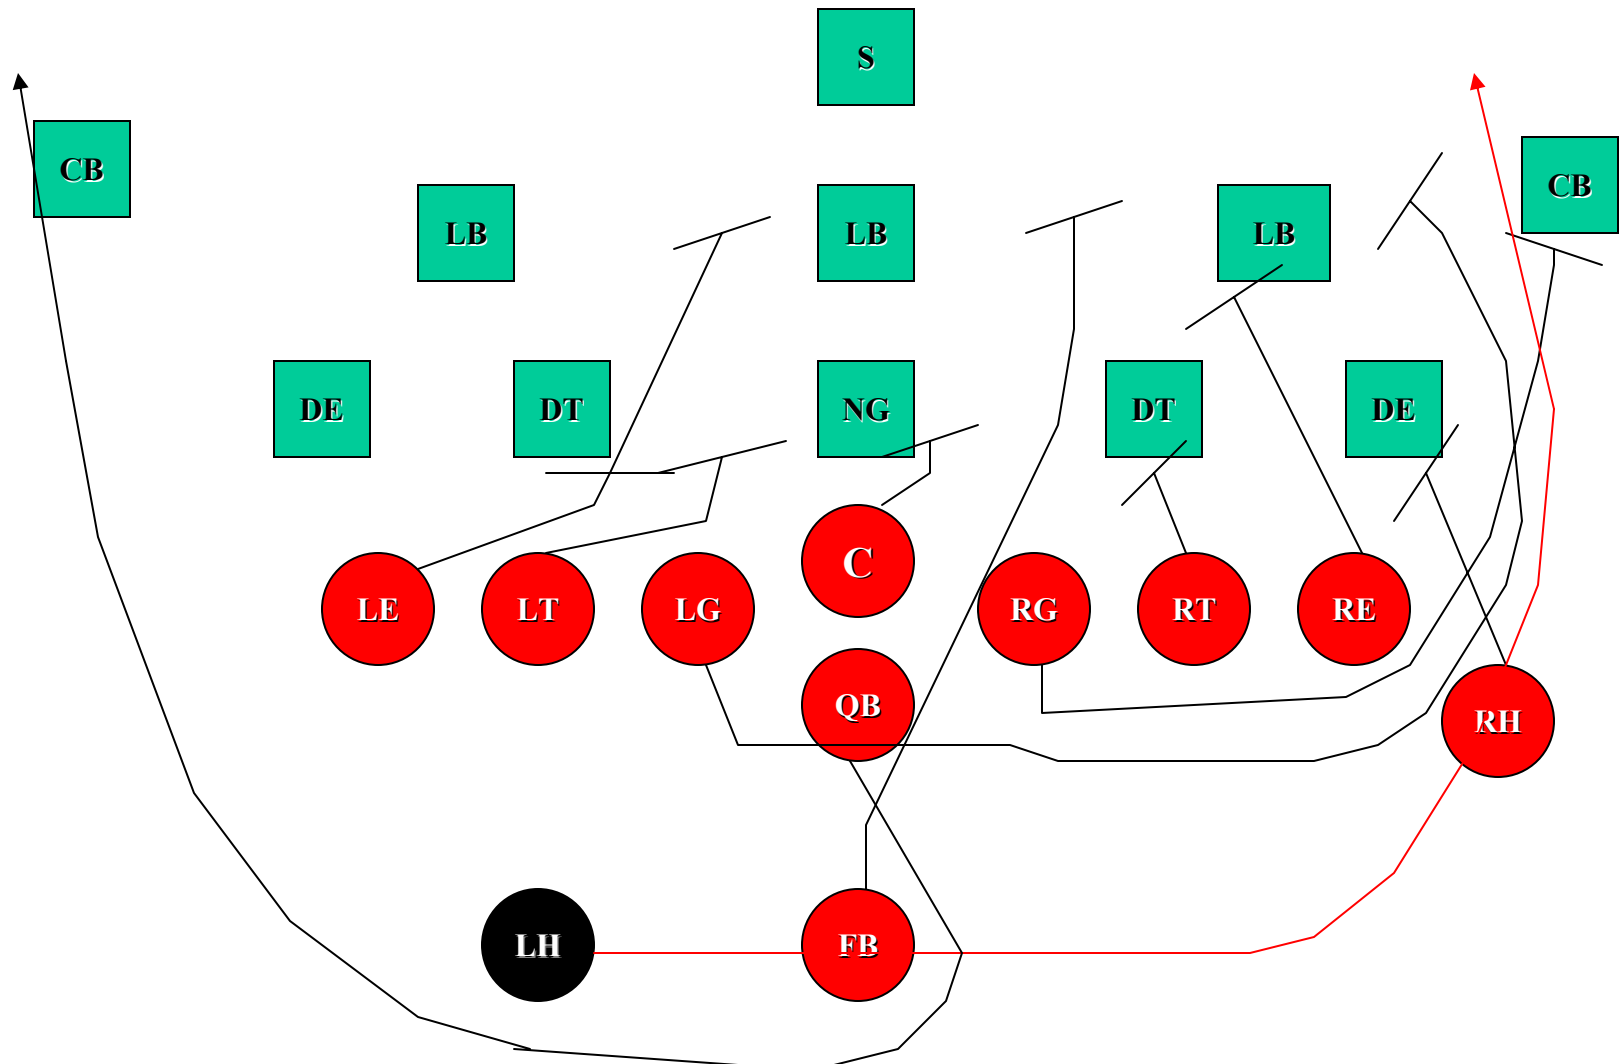 S
CB
CB
LB
LB
LB
DE
DT
NG
DT
DE
C
LE
LT
LG
RG
RT
RE
QB
RH
LH
FB